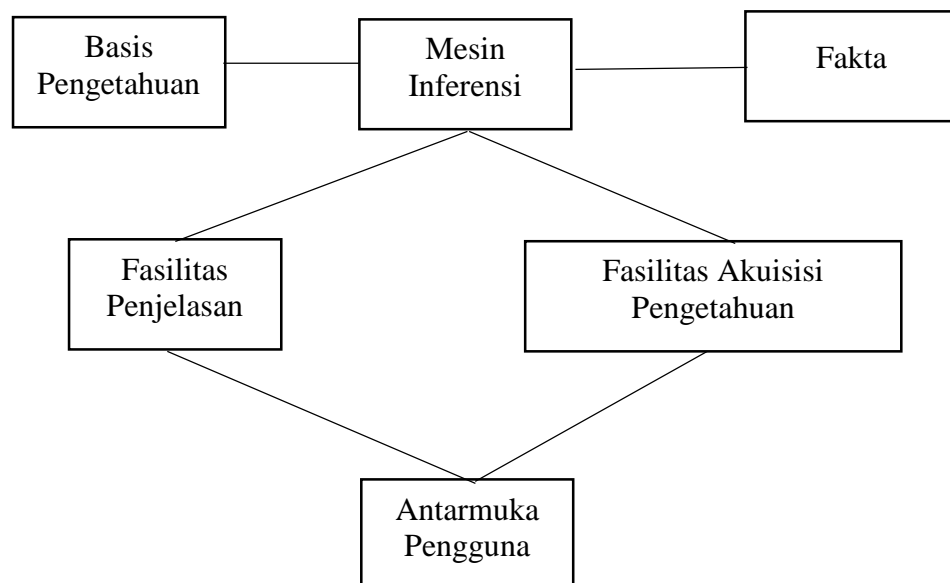 Basis
Pengetahuan
Mesin
Inferensi
Fakta
Fasilitas
Penjelasan
Fasilitas Akuisisi
Pengetahuan
Antarmuka
Pengguna